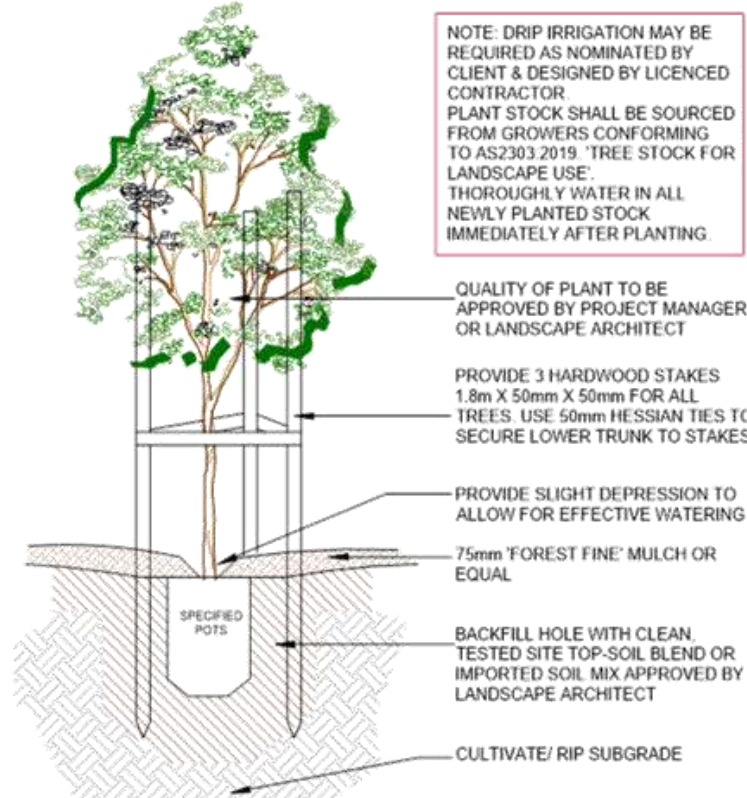 NOTE: DRIP IRRIGATION MAY BE
REQUIRED AS NOMINATED BY
CLIENT & DESIGNED BY LICENCED
CONTRACTOR.
PLANT STOCK SHALL BE SOURCED
FROM GROWERS CONFORMING
TO AS2303:2019. 'TREE STOCK FOR
LANDSCAPE USE'.
THOROUGHLY WATER IN ALL
NEWLY PLANTED STOCK
IMMEDIATELY AFTER PLANTING.
QUALITY OF PLANT TO BE
APPROVED BY PROJECT MANAGER
OR LANDSCAPE ARCHITECT
PROVIDE 3 HARDWOOD STAKES
1.8m X 50mm X 50mm FOR ALL
TREES. USE 50mm HESSIAN TIES TO
SECURE LOWER TRUNK TO STAKES
PROVIDE SLIGHT DEPRESSION TO
ALLOW FOR EFFECTIVE WATERING
75mm 'FOREST FINE' MULCH OR
EQUAL
SPECIFIED
POTS
BACKFILL HOLE WITH CLEAN,
TESTED SITE TOP-SOIL BLEND OR
IMPORTED SOIL MIX APPROVED BY
LANDSCAPE ARCHITECT
CULTIVATE/ RIP SUBGRADE